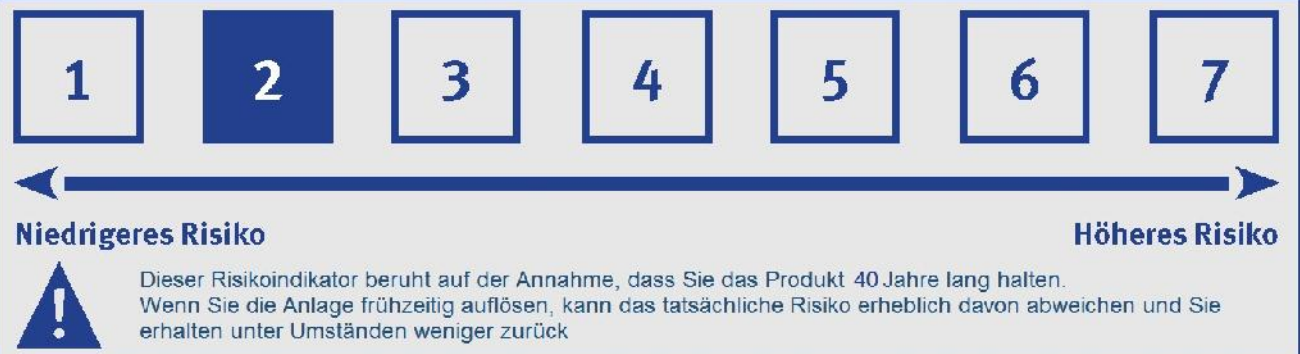 1 2 3 4 5 6 7
Niedrigeres Risiko Höheres Risiko
Dieser Risikoindikator beruht auf der Annahme, dass Sie das Produkt 40 Jahre lang halten.
Wenn Sie die Anlage frühzeitig auflösen, kann das tatsächliche Risiko erheblich davon abweichen und Sie
erhalten unter Umständen weniger zurück